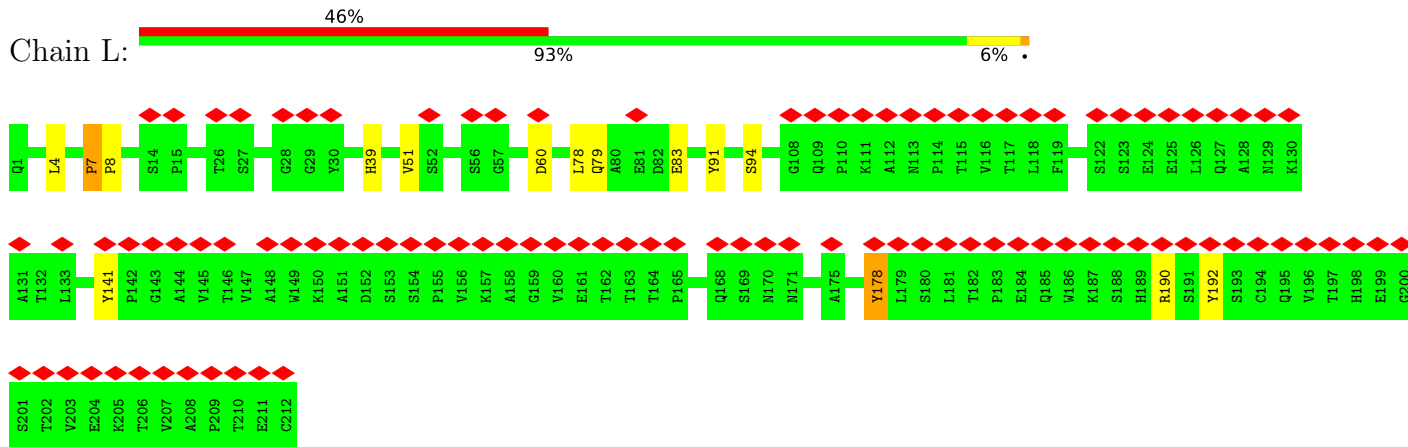 46%
Chain L:
93% 6% •
Q1 L4 P7 P8 S14 P15 T26 S27 G28 G29 Y30 H39 V51 S52 S56 G57 D60 L78 Q79 A80 E81 D82 E83 Y91 S94 G108 Q109 P110 K111 A112 N113 P114 T115 V116 T117 L118 F119 S122 S123 E124 E125 L126 Q127 A128 N129 K130
A131 T132 L133 Y141 P142 G143 A144 V145 T146 V147 A148 W149 K150 A151 D152 S153 S154 P155 V156 K157 A158 G159 V160 E161 T162 T163 T164 P165 Q168 S169 N170 N171 A175 Y178 L179 S180 L181 T182 P183 E184 Q185 W186 K187 S188 H189 R190 S191 Y192 S193 C194 Q195 V196 T197 H198 E199 G200
S201 T202 V203 E204 K205 T206 V207 A208 P209 T210 E211 C212